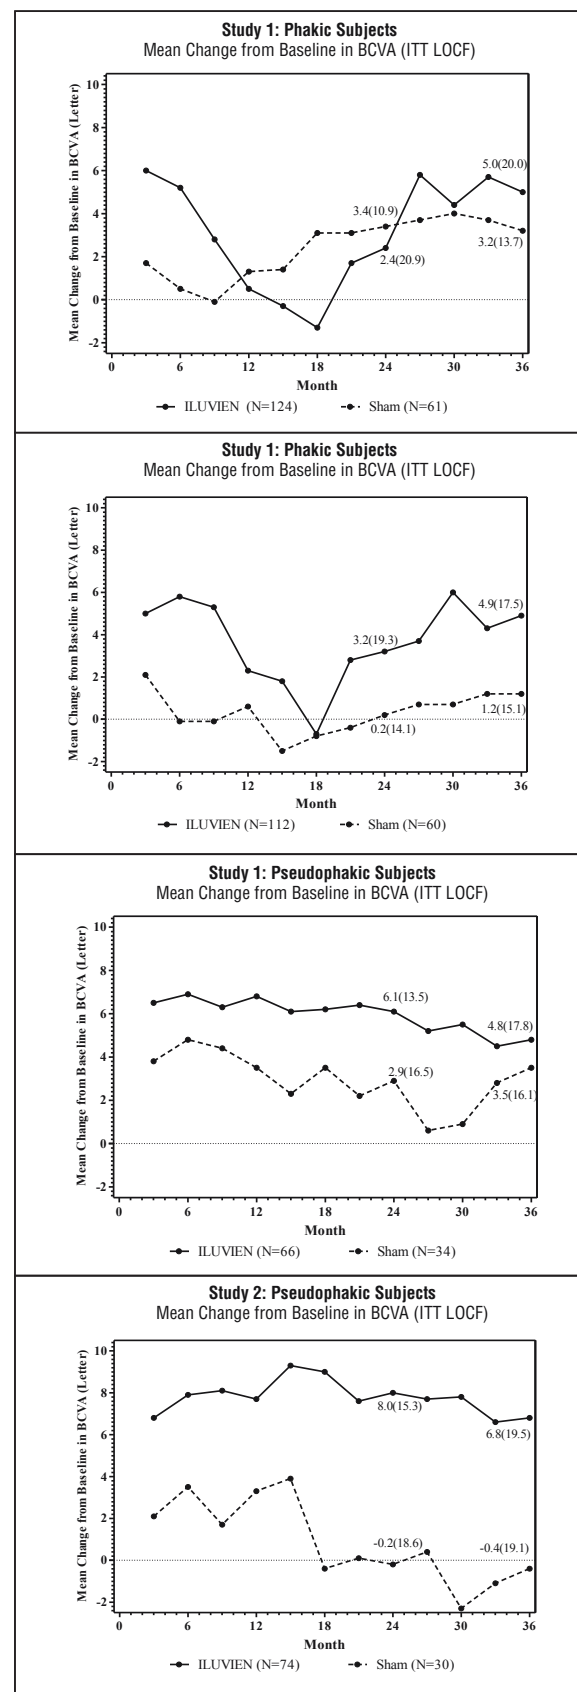 Study 1: Phakic Subjects
Mean Change from Baseline in BCVA (ITT LOCF)
Mean Change from Baseline in BCVA (Letter)
10
8
6
4
2
0
-2
5.0(20.0)
3.4(10.9)
3.2(13.7)
2.4(20.9)
0 6 12 18 24 30 36
Month
ILUVIEN (N=124) Sham (N=61)
Study 1: Phakic Subjects
Mean Change from Baseline in BCVA (ITT LOCF)
Mean Change from Baseline in BCVA (Letter)
10
8
6
4
2
0
-2
4.9(17.5)
3.2(19.3)
1.2(15.1)
0.2(14.1)
0 6 12 18 24 30 36
Month
ILUVIEN (N=112) Sham (N=60)
Study 1: Pseudophakic Subjects
Mean Change from Baseline in BCVA (ITT LOCF)
Mean Change from Baseline in BCVA (Letter)
10
8
6
4
2
0
-2
6.1(13.5)
4.8(17.8)
2.9(16.5)
3.5(16.1)
0 6 12 18 24 30 36
Month
ILUVIEN (N=66) Sham (N=34)
Study 2: Pseudophakic Subjects
Mean Change from Baseline in BCVA (ITT LOCF)
Mean Change from Baseline in BCVA (Letter)
10
8
6
4
2
0
-2
8.0(15.3)
6.8(19.5)
-0.2(18.6)
-0.4(19.1)
0 6 12 18 24 30 36
Month
ILUVIEN (N=74) Sham (N=30)